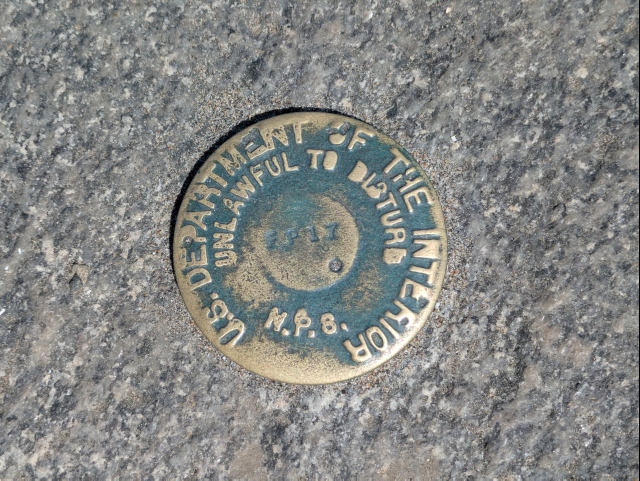 U.S. DEPARTMENT OF THE INTERIOR
UNLAWFUL TO DISTURB
N.P.S.